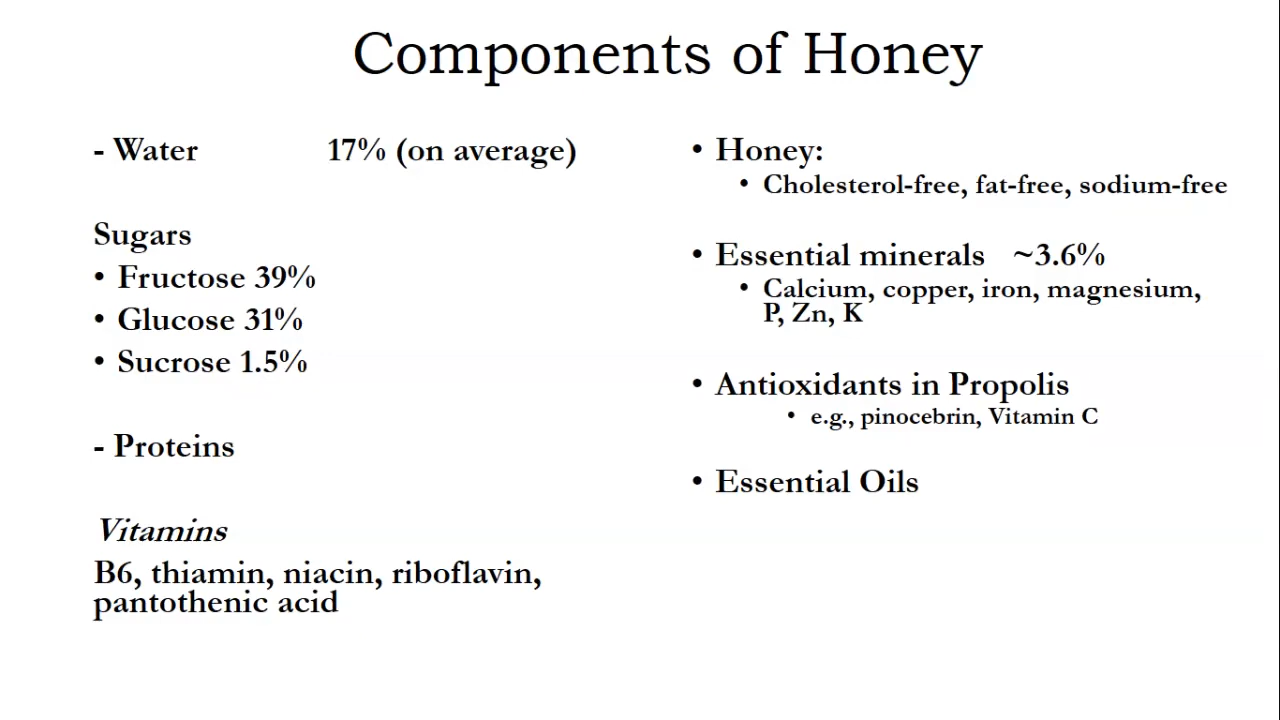 Components of Honey
- Water 17% (on average)
Sugars
• Fructose 39%
• Glucose 31%
• Sucrose 1.5%
- Proteins
Vitamins
B6, thiamin, niacin, riboflavin,
pantothenic acid
• Honey:
• Cholesterol-free, fat-free, sodium-free
• Essential minerals ~3.6%
• Calcium, copper, iron, magnesium,
P, Zn, K
• Antioxidants in Propolis
• e.g., pinocebrin, Vitamin C
• Essential Oils